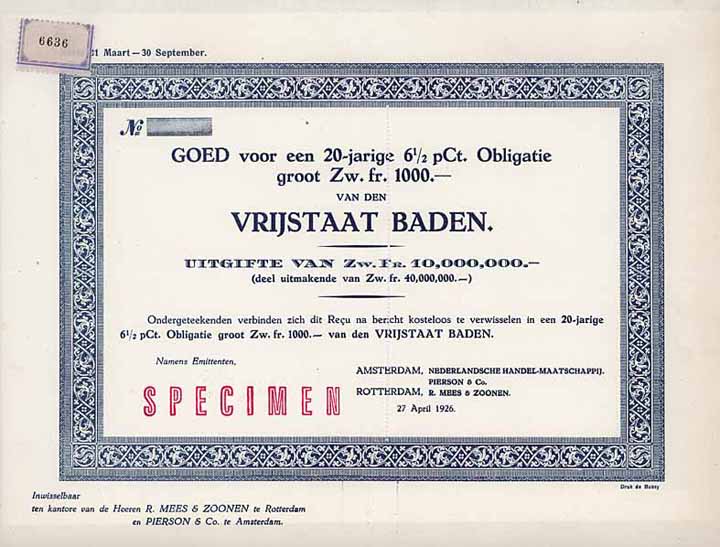 6636
31 Maart — 30 September.
No
GOED voor een 20-jarige 6½ pCt. Obligatie
groot Zw. fr. 1000.—
VAN DEN
VRIJSTAAT BADEN.
UITGIFTE VAN Zw. Fr. 10,000,000.—
(deel uitmakende van Zw. fr. 40,000,000.—)
Ondergeteekenden verbinden zich dit Reçu na bericht kosteloos te verwisselen in een 20-jarige
6½ pCt. Obligatie groot Zw. fr. 1000.— van den VRIJSTAAT BADEN.
Namens Emittenten,
AMSTERDAM, NEDERLANDSCHE HANDEL-MAATSCHAPPIJ.
PIERSON & Co.
ROTTERDAM, R. MEES & ZOONEN.
27 April 1926.
SPECIMEN
Druk de Bussy
Inwisselbaar
ten kantore van de Heeren R. MEES & ZOONEN te Rotterdam
en PIERSON & Co. te Amsterdam.